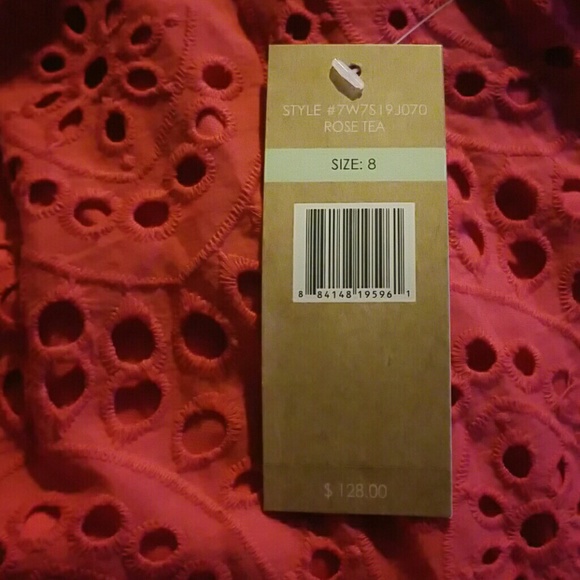 STYLE #7W7S19J070
ROSE TEA
SIZE: 8
8 84148 19596 1
$ 128.00